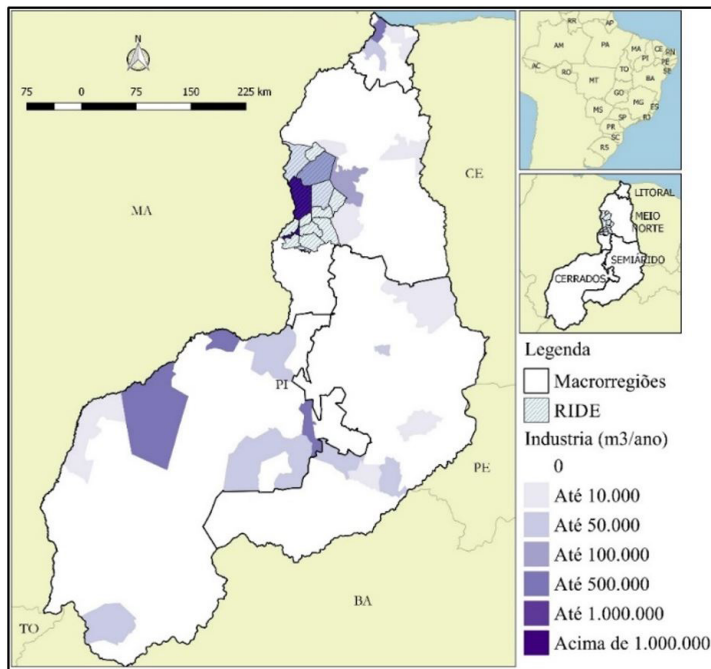 N
75 0 75 150 225 km
MA
CE
PI
PE
BA
TO
RR
AP
AM
PA
MA
CE
RN
PI
PE
AC
RO
TO
SE
MT
BA
GO
MG
ES
MS
SP
RJ
PR
SC
RS
LITORAL
MEIO
NORTE
SEMIÁRIDO
CERRADOS
Legenda
Macrorregiões
RIDE
Industria (m3/ano)
0
Até 10.000
Até 50.000
Até 100.000
Até 500.000
Até 1.000.000
Acima de 1.000.000